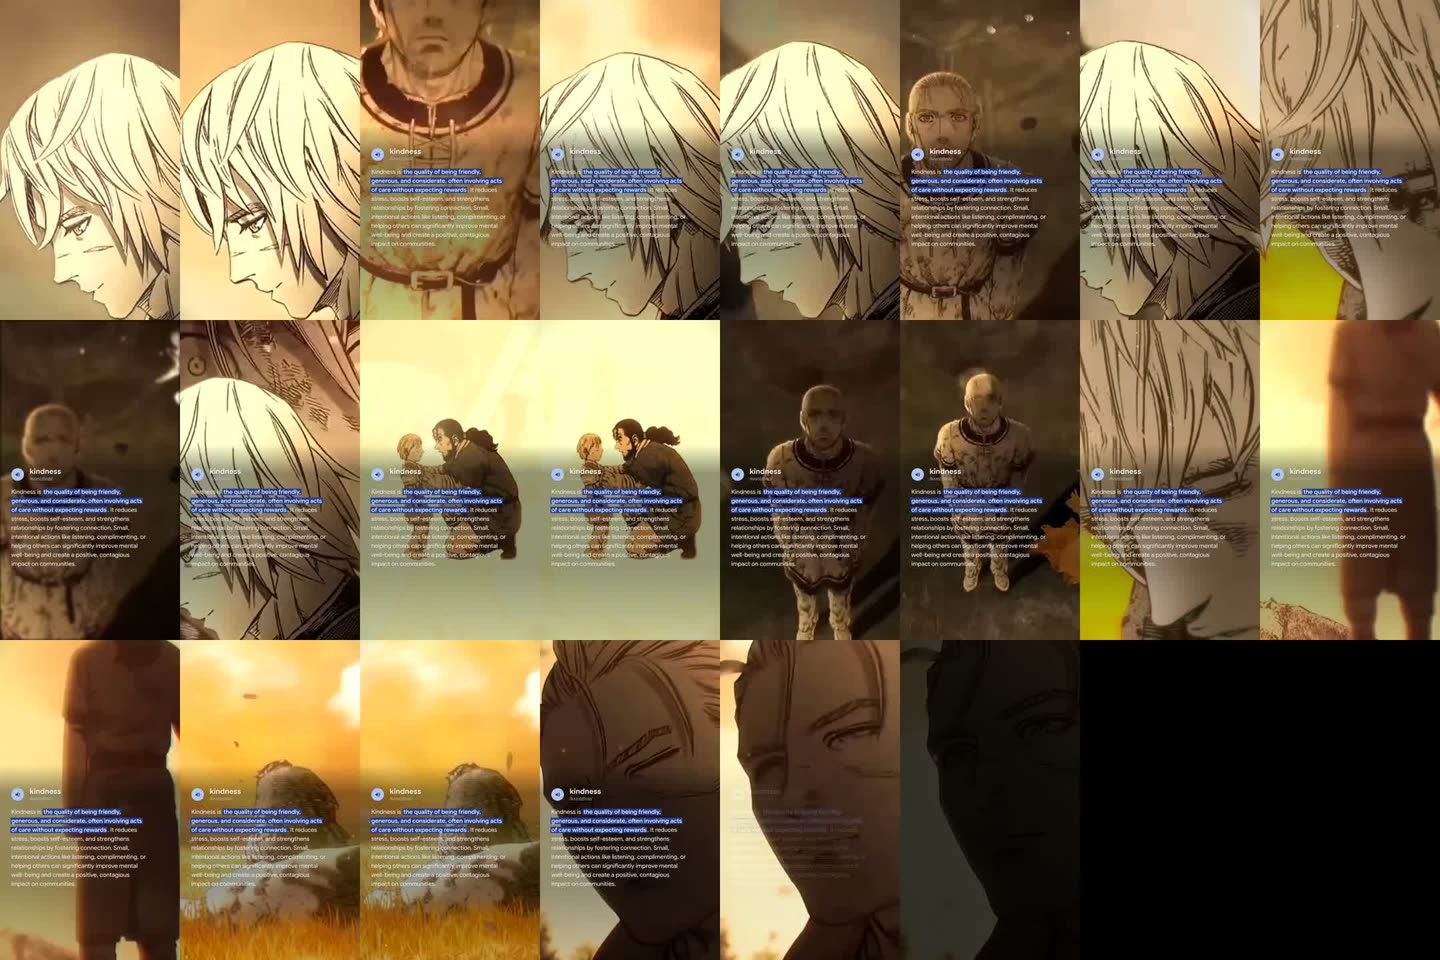 kindness
Kindness is the quality of being friendly,
generous, and considerate, often involving acts
of care without expecting rewards. It reduces
stress, boosts self-esteem, and strengthens
relationships by fostering connection. Small,
intentional actions like listening, complimenting, or
helping others can significantly improve mental
well-being and create a positive, contagious
impact on communities.